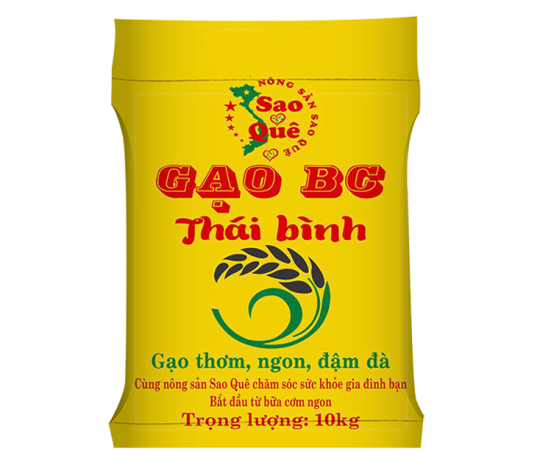 NÔNG SẢN SAO QUÊ
Sao
Quê
GẠO BC
Thái bình
Gạo thơm, ngon, đậm đà
Cùng nông sản Sao Quê chăm sóc sức khỏe gia đình bạn
Bắt đầu từ bữa cơm ngon
Trọng lượng: 10kg